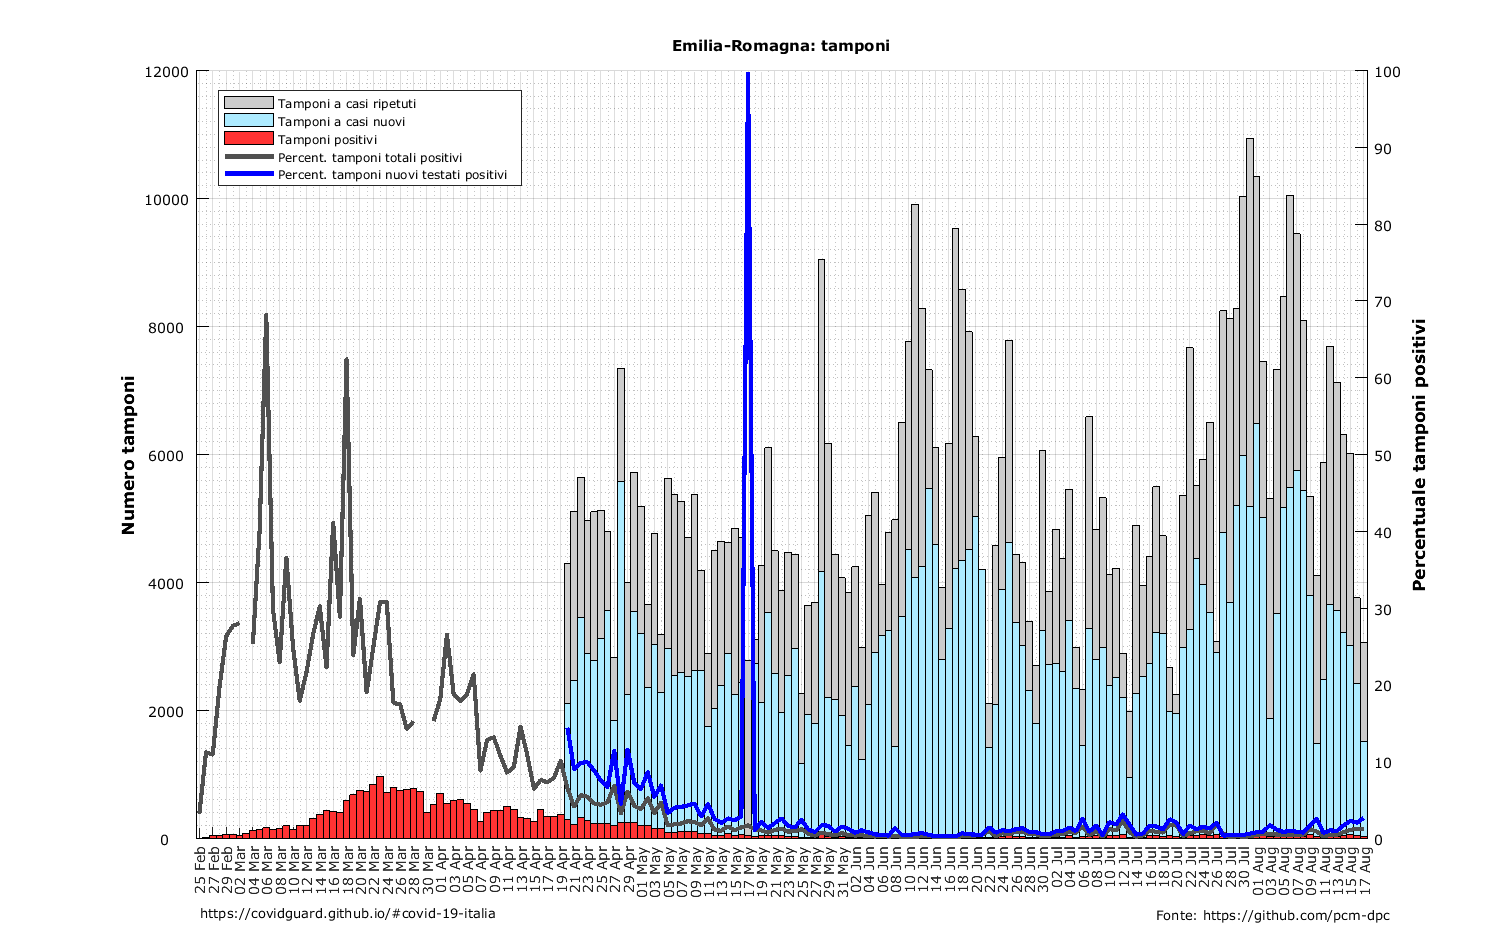 Emilia-Romagna: tamponi
12000
10000
8000
6000
4000
2000
0
Numero tamponi
Tamponi a casi ripetuti
Tamponi a casi nuovi
Tamponi positivi
Percent. tamponi totali positivi
Percent. tamponi nuovi testati positivi
100
90
80
70
60
50
40
30
20
10
0
Percentuale tamponi positivi
25 Feb
27 Feb
29 Feb
02 Mar
04 Mar
06 Mar
08 Mar
10 Mar
12 Mar
14 Mar
16 Mar
18 Mar
20 Mar
22 Mar
24 Mar
26 Mar
28 Mar
30 Mar
01 Apr
03 Apr
05 Apr
07 Apr
09 Apr
11 Apr
13 Apr
15 Apr
17 Apr
19 Apr
21 Apr
23 Apr
25 Apr
27 Apr
29 Apr
01 May
03 May
05 May
07 May
09 May
11 May
13 May
15 May
17 May
19 May
21 May
23 May
25 May
27 May
29 May
31 May
02 Jun
04 Jun
06 Jun
08 Jun
10 Jun
12 Jun
14 Jun
16 Jun
18 Jun
20 Jun
22 Jun
24 Jun
26 Jun
28 Jun
30 Jun
02 Jul
04 Jul
06 Jul
08 Jul
10 Jul
12 Jul
14 Jul
16 Jul
18 Jul
20 Jul
22 Jul
24 Jul
26 Jul
28 Jul
30 Jul
01 Aug
03 Aug
05 Aug
07 Aug
09 Aug
11 Aug
13 Aug
15 Aug
17 Aug
https://covidguard.github.io/#covid-19-italia
Fonte: https://github.com/pcm-dpc